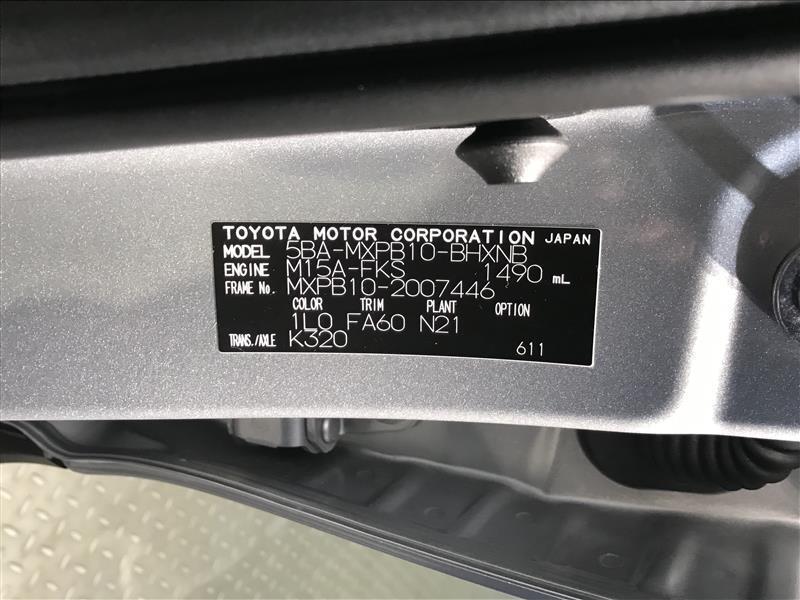 TOYOTA MOTOR CORPORATION JAPAN
MODEL 5BA-MXPB10-BHXNB
ENGINE M15A-FKS 1490 mL
FRAME No. MXPB10-2007446
COLOR TRIM PLANT OPTION
1L0 FA60 N21
TRANS./AXLE K320
611